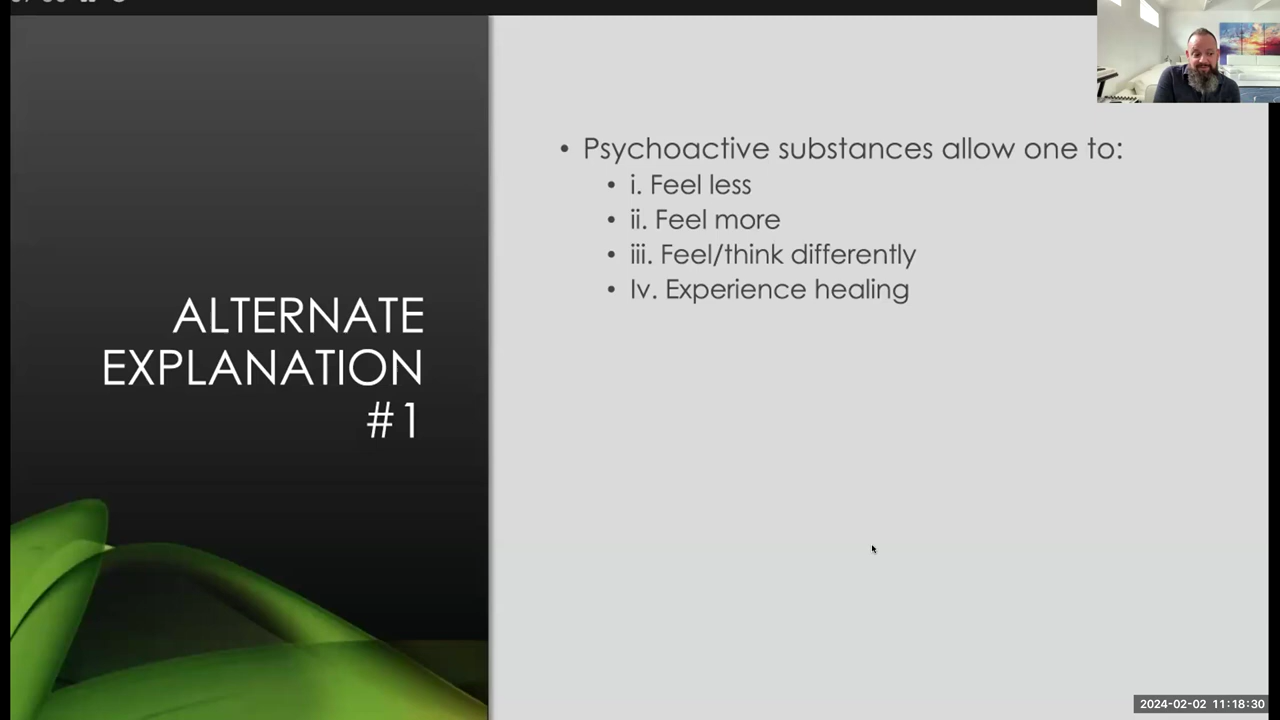 ALTERNATE
EXPLANATION
#1
• Psychoactive substances allow one to:
• i. Feel less
• ii. Feel more
• iii. Feel/think differently
• Iv. Experience healing
2024-02-02 11:18:30